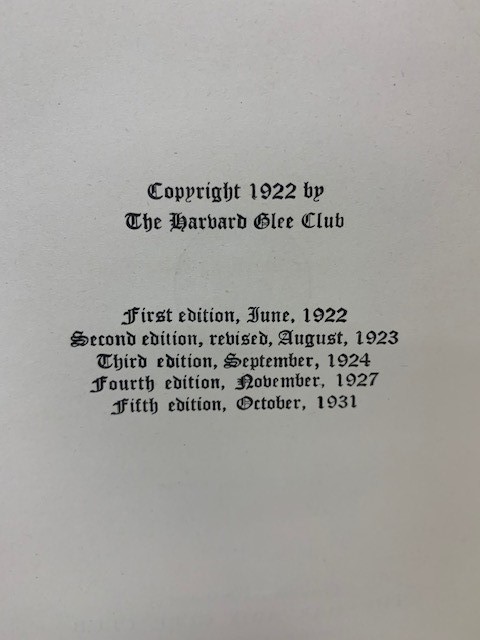 Copyright 1922 by
The Harvard Glee Club
First edition, June, 1922
Second edition, revised, August, 1923
Third edition, September, 1924
Fourth edition, November, 1927
Fifth edition, October, 1931